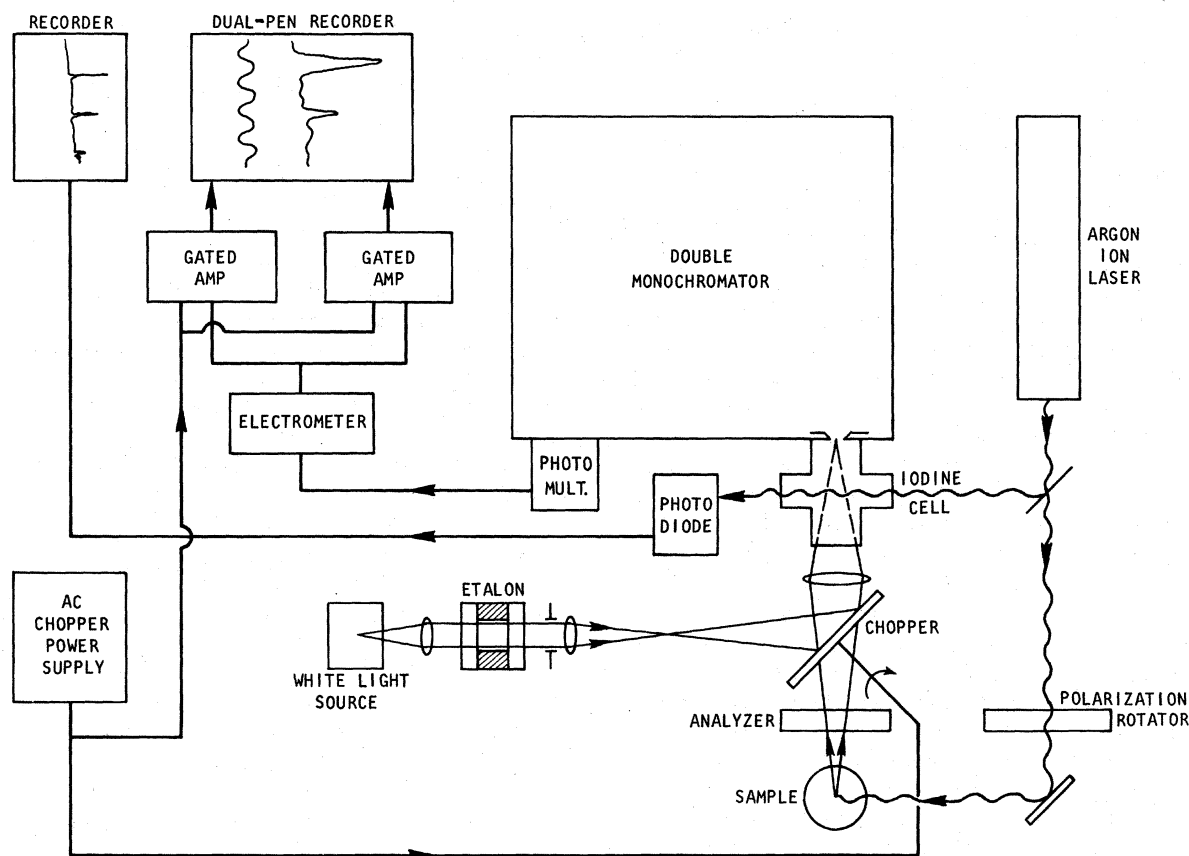 RECORDER
DUAL-PEN RECORDER
GATED
AMP
GATED
AMP
DOUBLE
MONOCHROMATOR
ARGON
ION
LASER
ELECTROMETER
PHOTO
MULT.
PHOTO
DIODE
IODINE
CELL
AC
CHOPPER
POWER
SUPPLY
ETALON
WHITE LIGHT
SOURCE
CHOPPER
ANALYZER
POLARIZATION
ROTATOR
SAMPLE